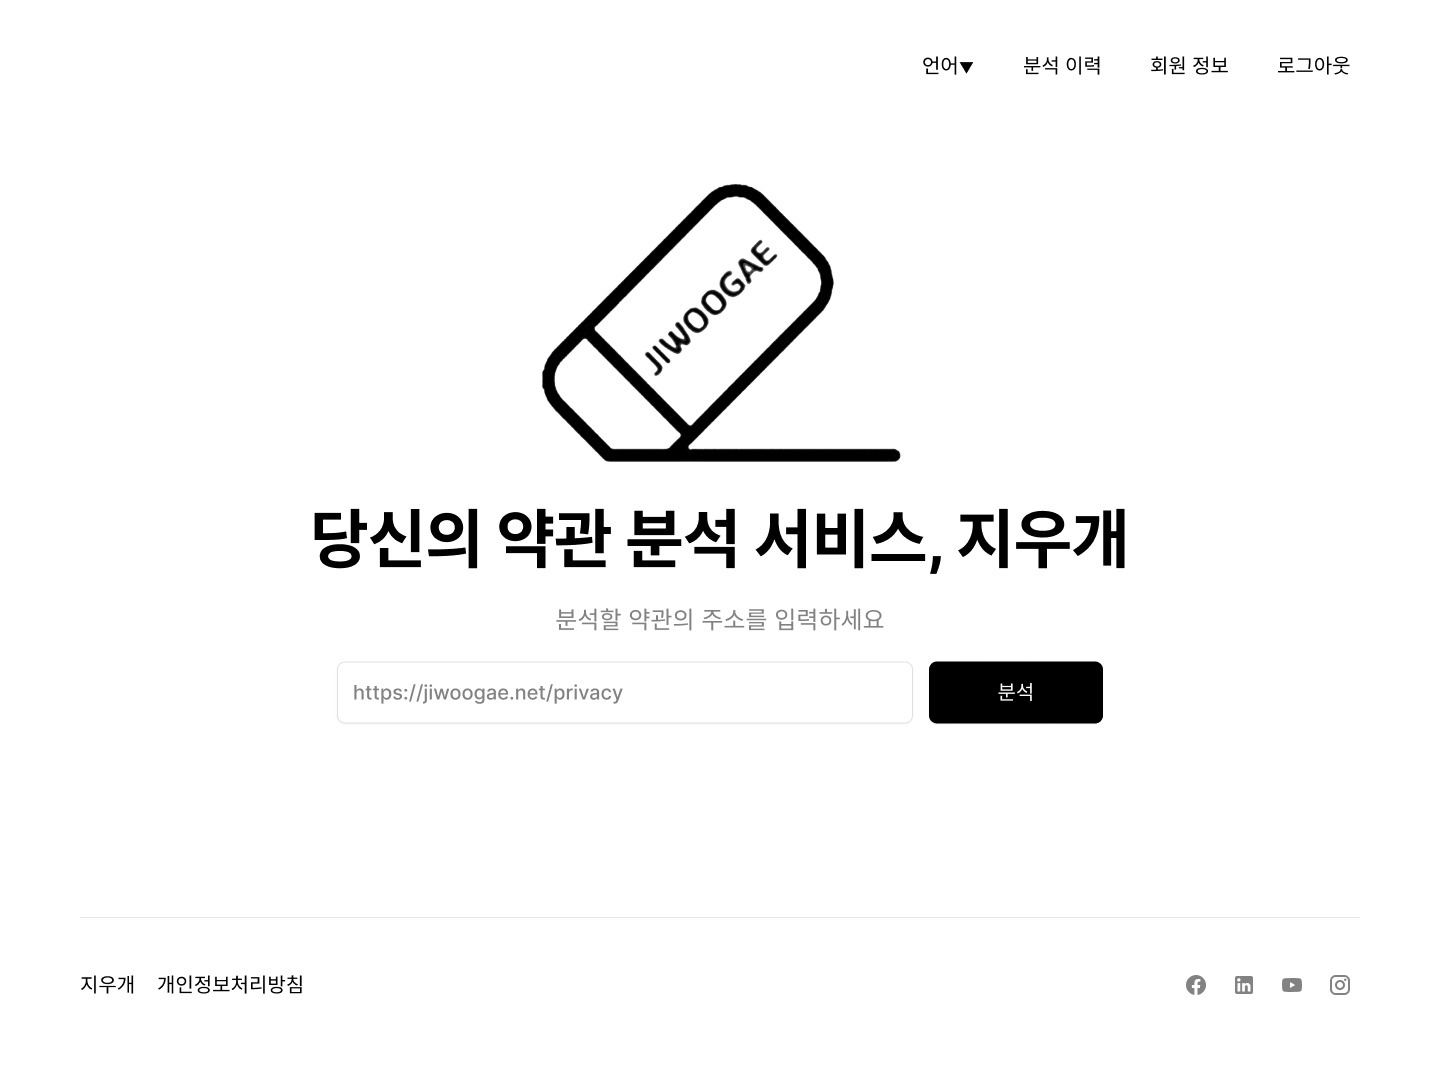 언어▼ 분석 이력 회원 정보 로그아웃
JIWOOGAE
당신의 약관 분석 서비스, 지우개
분석할 약관의 주소를 입력하세요
https://jiwoogae.net/privacy 분석
지우개 개인정보처리방침